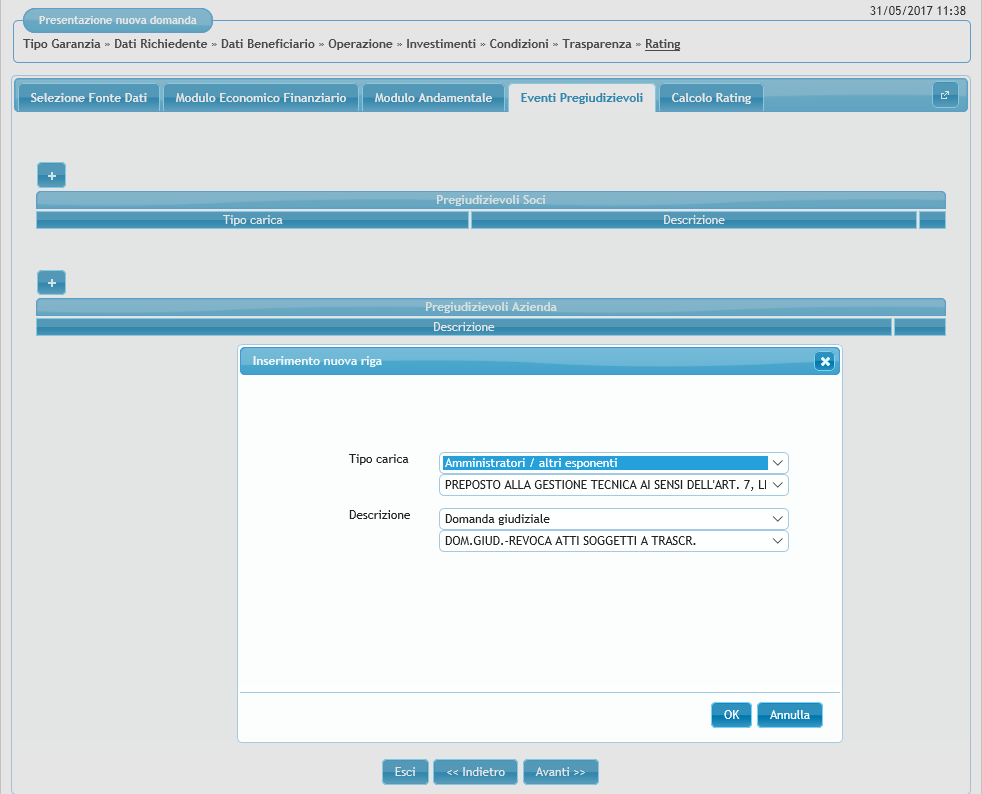 31/05/2017 11:38
Presentazione nuova domanda
Tipo Garanzia » Dati Richiedente » Dati Beneficiario » Operazione » Investimenti » Condizioni » Trasparenza » Rating
Selezione Fonte Dati Modulo Economico Finanziario Modulo Andamentale Eventi Pregiudizievoli Calcolo Rating
+
Pregiudizievoli Soci
Tipo carica Descrizione
+
Pregiudizievoli Azienda
Descrizione
Inserimento nuova riga
Tipo carica Amministratori / altri esponenti
PREPOSTO ALLA GESTIONE TECNICA AI SENSI DELL'ART. 7,
Descrizione Domanda giudiziale
DOM.GIUD.-REVOCA ATTI SOGGETTI A TRASCR.
OK Annulla
Esci << Indietro Avanti >>